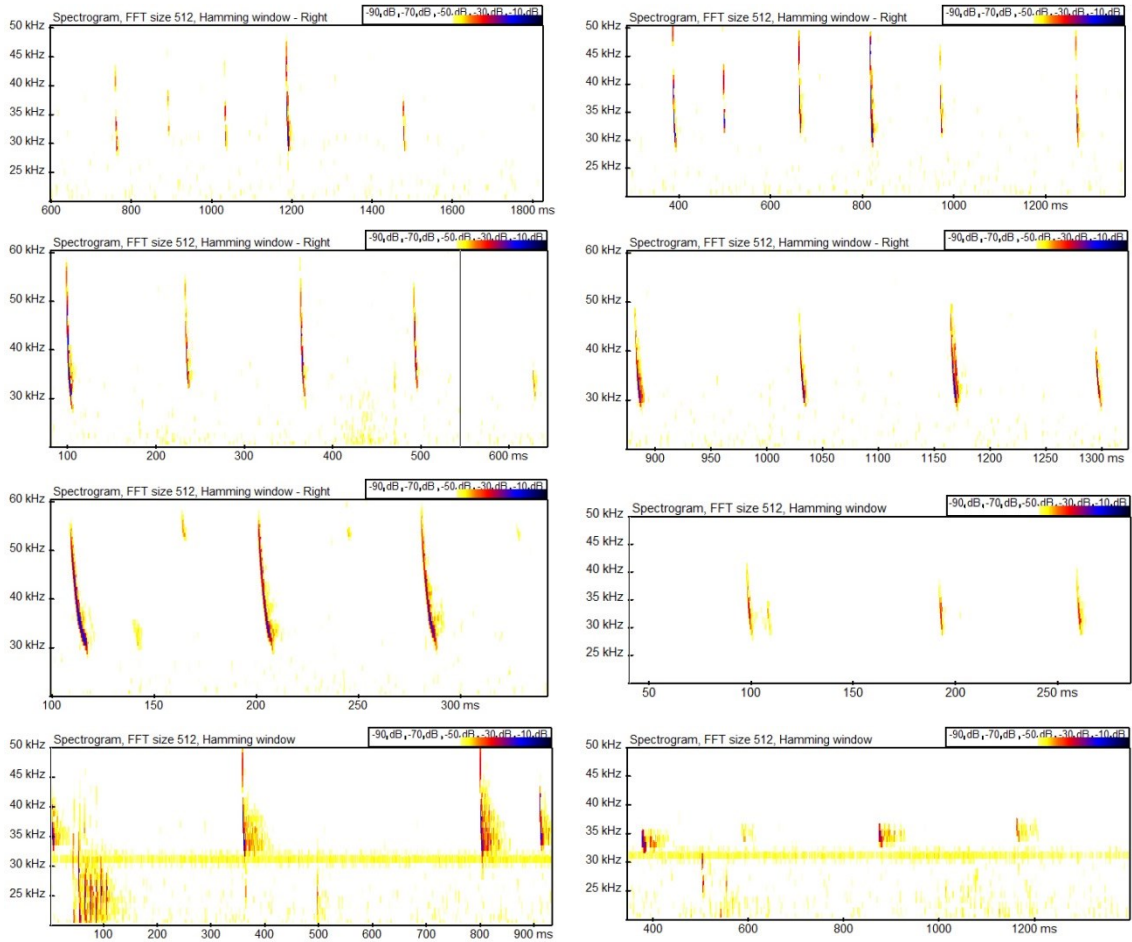 Spectrogram, FFT size 512, Hamming window - Right
-90,dB,-70,dB,-50,dB,-30,dB,-10,dB
50 kHz
45 kHz
40 kHz
35 kHz
30 kHz
25 kHz
600 800 1000 1200 1400 1600 1800 ms
Spectrogram, FFT size 512, Hamming window - Right
-90,dB,-70,dB,-50,dB,-30,dB,-10,dB
50 kHz
45 kHz
40 kHz
35 kHz
30 kHz
25 kHz
400 600 800 1000 1200 ms
Spectrogram, FFT size 512, Hamming window - Right
-90,dB,-70,dB,-50,dB,-30,dB,-10,dB
60 kHz
50 kHz
40 kHz
30 kHz
100 200 300 400 500 600 ms
Spectrogram, FFT size 512, Hamming window - Right
-90,dB,-70,dB,-50,dB,-30,dB,-10,dB
60 kHz
50 kHz
40 kHz
30 kHz
900 950 1000 1050 1100 1150 1200 1250 1300 ms
Spectrogram, FFT size 512, Hamming window - Right
-90,dB,-70,dB,-50,dB,-30,dB,-10,dB
60 kHz
50 kHz
40 kHz
30 kHz
100 150 200 250 300 ms
Spectrogram, FFT size 512, Hamming window
-90,dB,-70,dB,-50,dB,-30,dB,-10,dB
50 kHz
45 kHz
40 kHz
35 kHz
30 kHz
25 kHz
50 100 150 200 250 ms
Spectrogram, FFT size 512, Hamming window
-90,dB,-70,dB,-50,dB,-30,dB,-10,dB
50 kHz
45 kHz
40 kHz
35 kHz
30 kHz
25 kHz
100 200 300 400 500 600 700 800 900 ms
Spectrogram, FFT size 512, Hamming window
-90,dB,-70,dB,-50,dB,-30,dB,-10,dB
50 kHz
45 kHz
40 kHz
35 kHz
30 kHz
25 kHz
400 600 800 1000 1200 ms